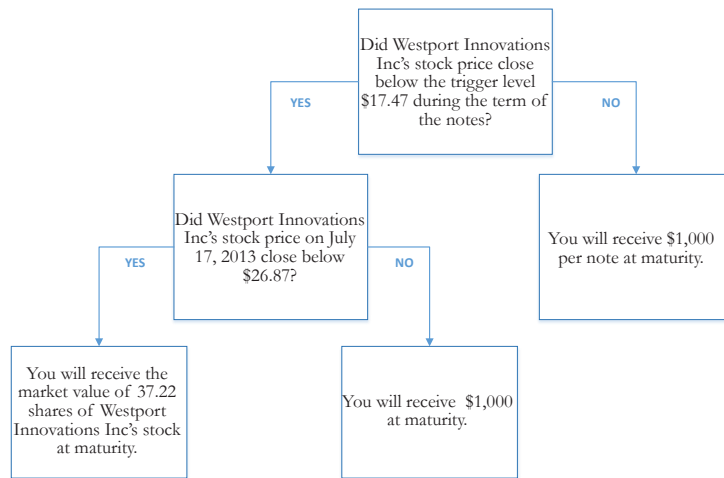 Did Westport Innovations
Inc's stock price close
below the trigger level
$17.47 during the term of
the notes?
YES
NO
Did Westport Innovations
Inc's stock price on July
17, 2013 close below
$26.87?
You will receive $1,000
per note at maturity.
YES
NO
You will receive the
market value of 37.22
shares of Westport
Innovations Inc's stock
at maturity.
You will receive $1,000
at maturity.